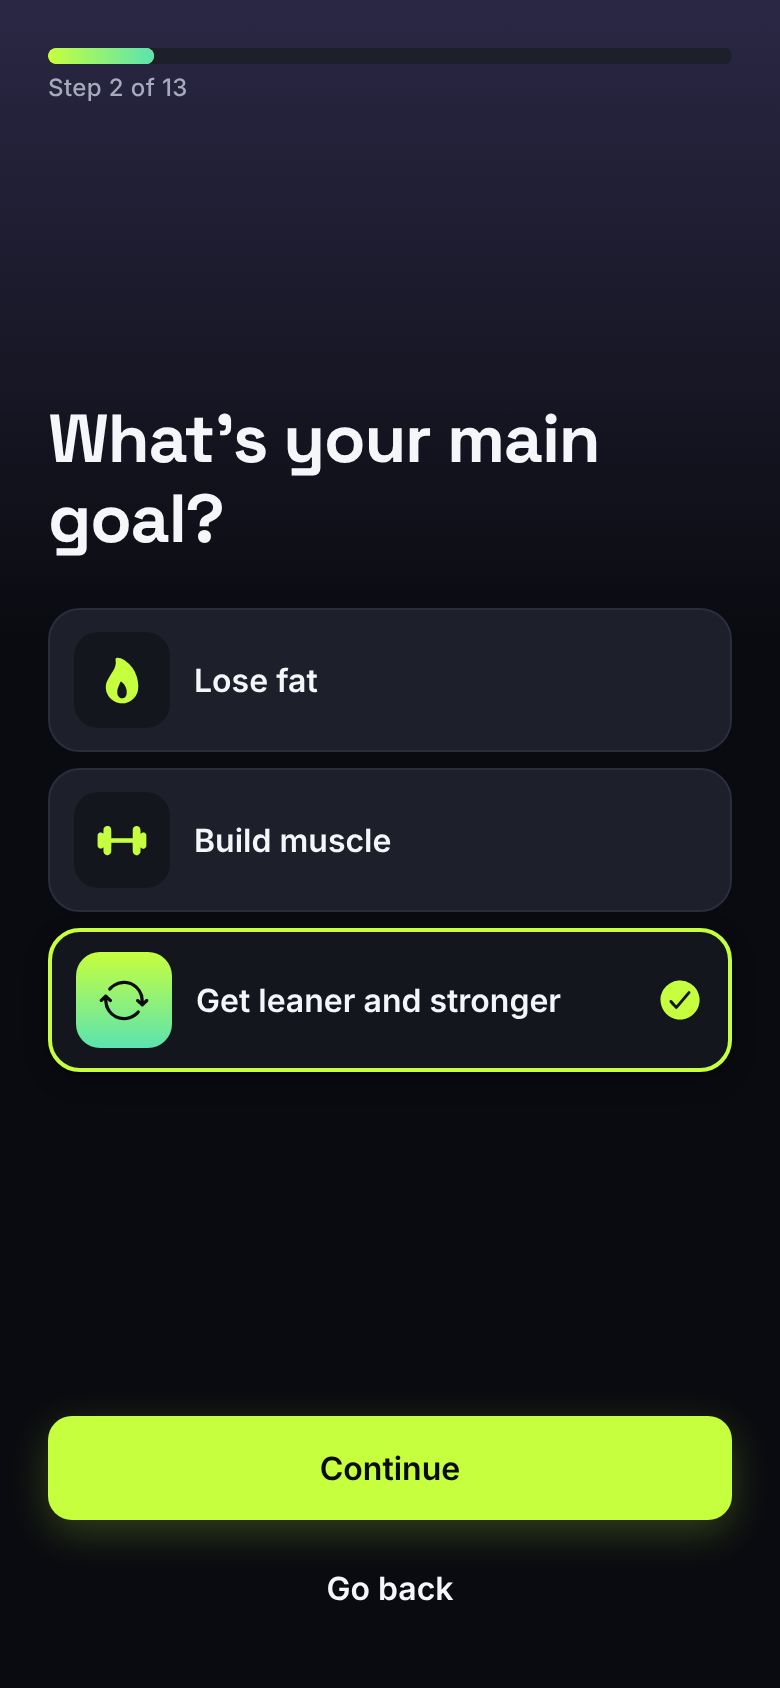 Step 2 of 13
What’s your main
goal?
Lose fat
Build muscle
Get leaner and stronger
Continue
Go back